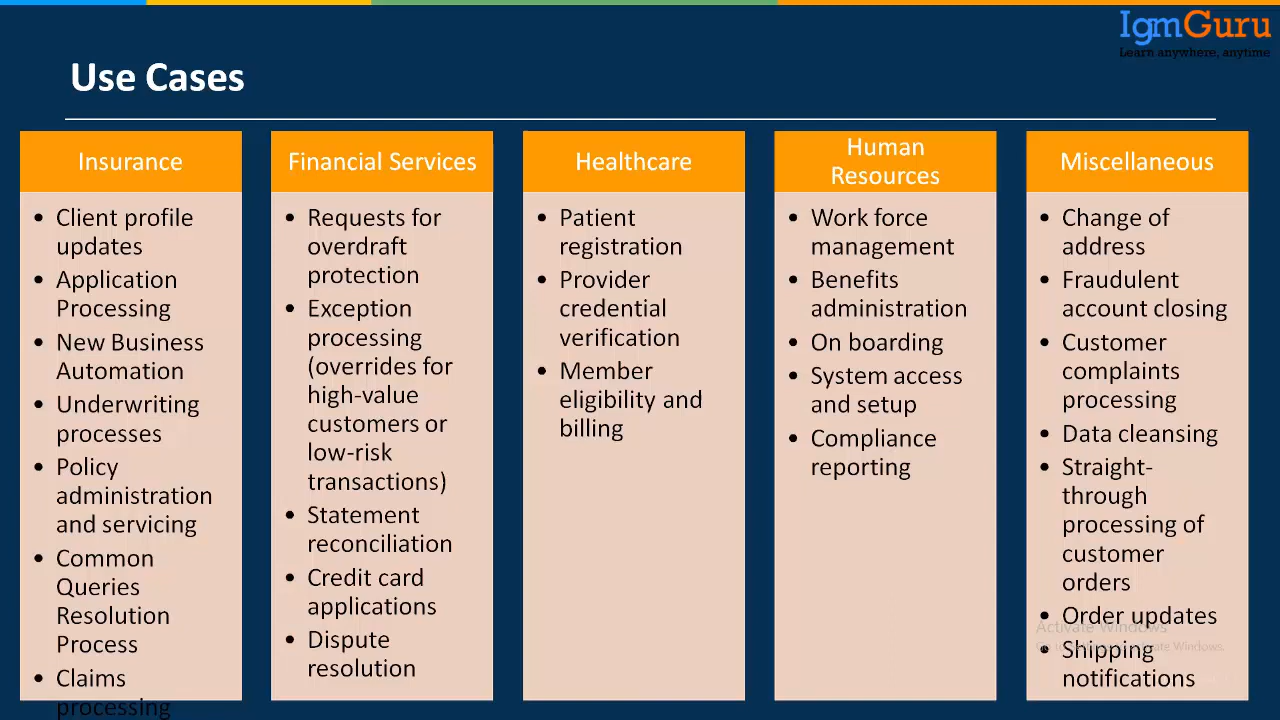 IgmGuru
Learn anywhere, anytime
Use Cases
Insurance
• Client profile
updates
• Application
Processing
• New Business
Automation
• Underwriting
processes
• Policy
administration
and servicing
• Common
Queries
Resolution
Process
• Claims
processing
Financial Services
• Requests for
overdraft
protection
• Exception
processing
(overrides for
high-value
customers or
low-risk
transactions)
• Statement
reconciliation
• Credit card
applications
• Dispute
resolution
Healthcare
• Patient
registration
• Provider
credential
verification
• Member
eligibility and
billing
Human
Resources
• Work force
management
• Benefits
administration
• On boarding
• System access
and setup
• Compliance
reporting
Miscellaneous
• Change of
address
• Fraudulent
account closing
• Customer
complaints
processing
• Data cleansing
• Straight-
through
processing of
customer
orders
• Order updates
• Shipping
notifications
Activate Windows
Windows.